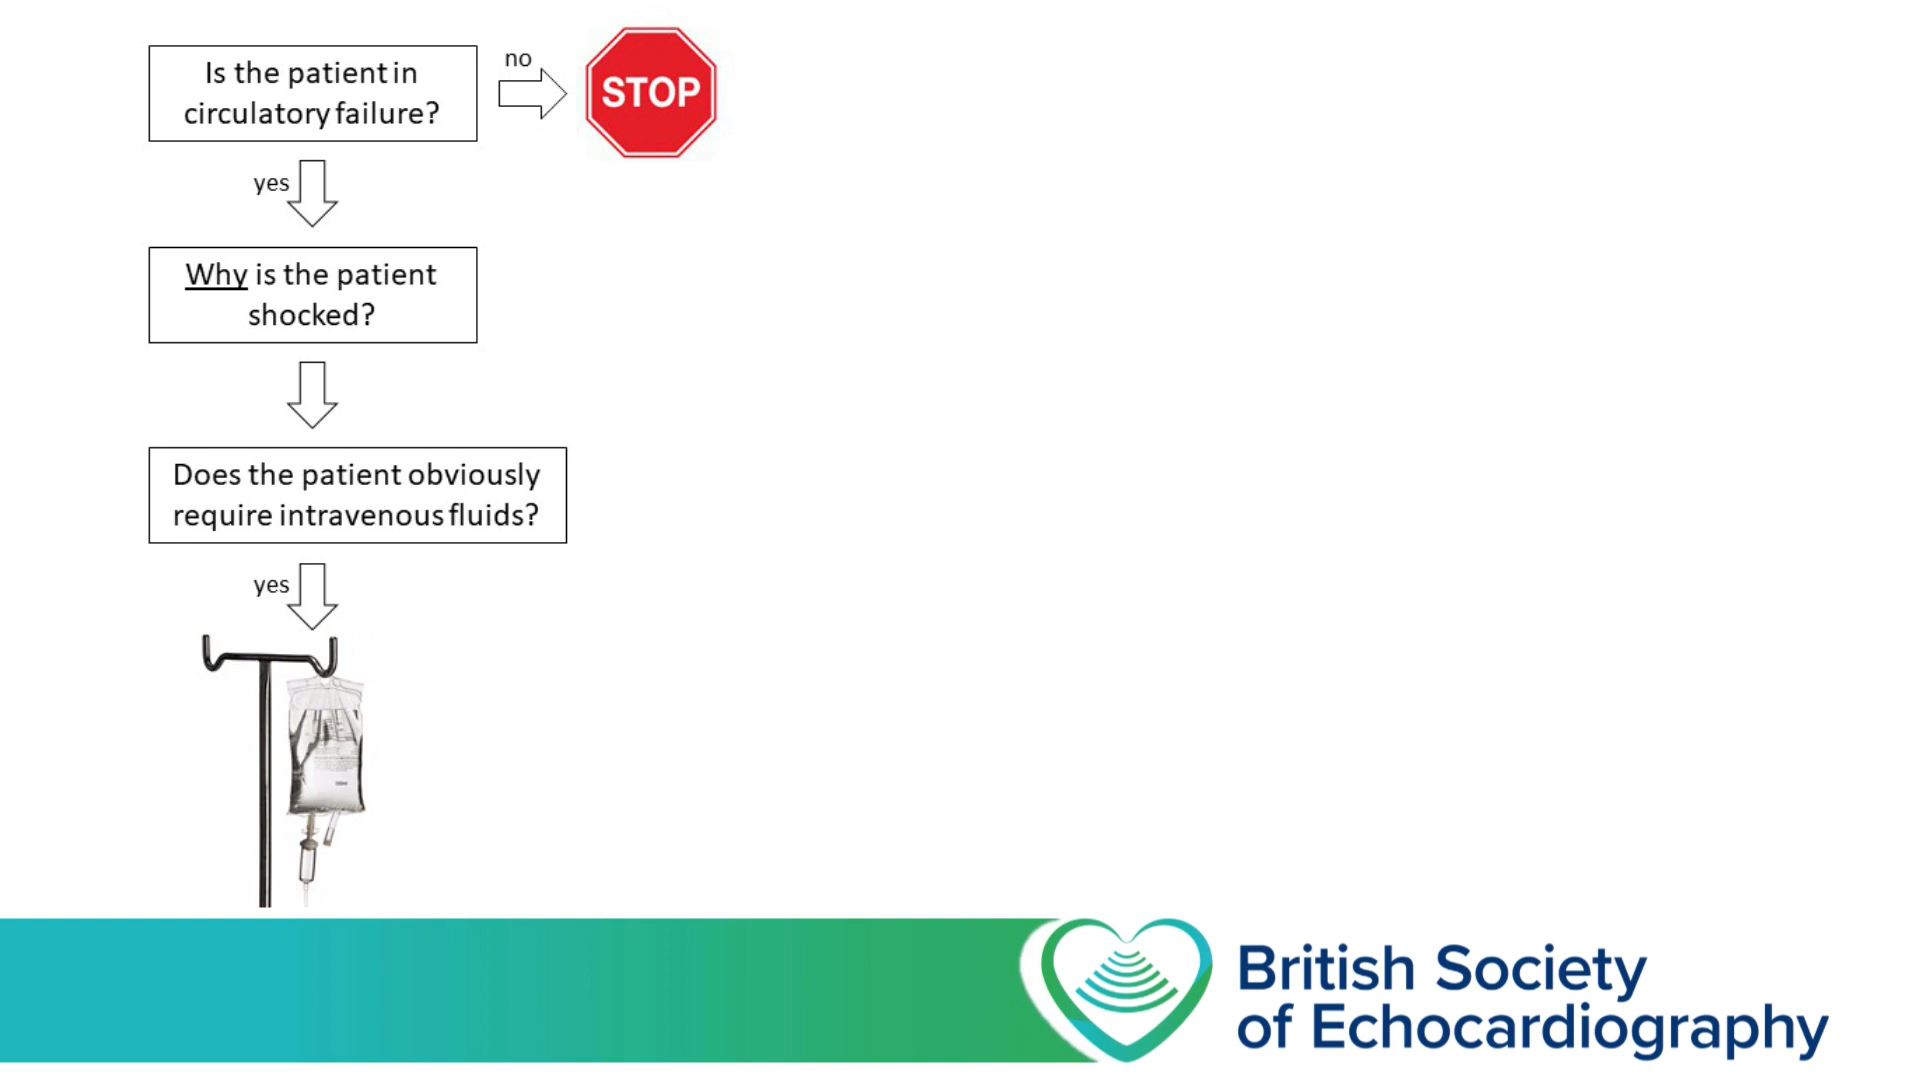 Is the patient in
circulatory failure?
no
STOP
yes
Why is the patient
shocked?
Does the patient obviously
require intravenous fluids?
yes
British Society
of Echocardiography